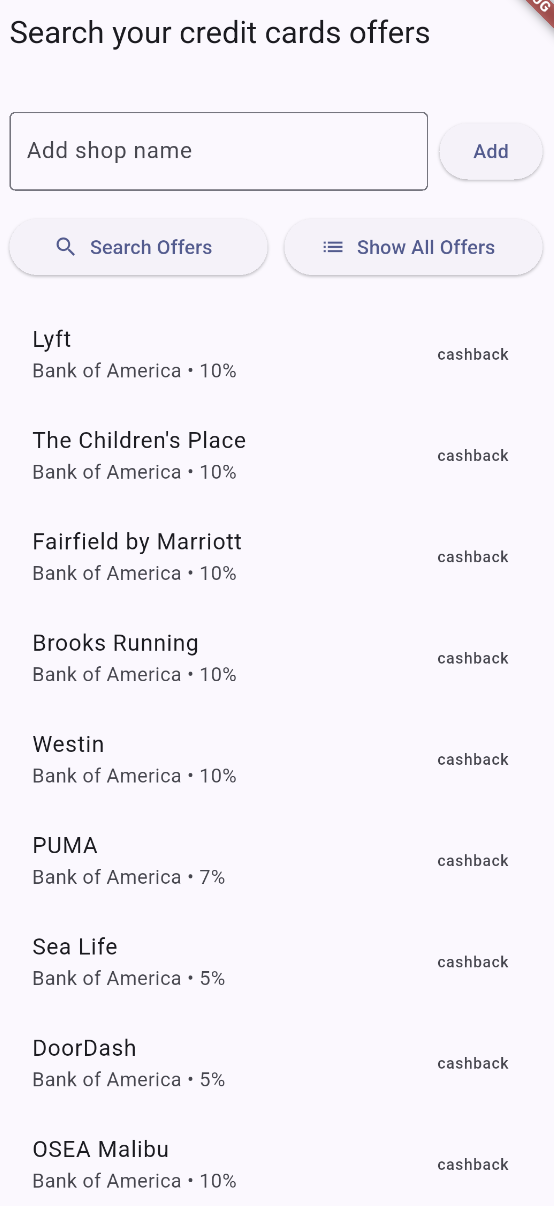 Search your credit cards offers
Add shop name
Add
Search Offers
Show All Offers
Lyft
Bank of America • 10%
cashback
The Children's Place
Bank of America • 10%
cashback
Fairfield by Marriott
Bank of America • 10%
cashback
Brooks Running
Bank of America • 10%
cashback
Westin
Bank of America • 10%
cashback
PUMA
Bank of America • 7%
cashback
Sea Life
Bank of America • 5%
cashback
DoorDash
Bank of America • 5%
cashback
OSEA Malibu
Bank of America • 10%
cashback